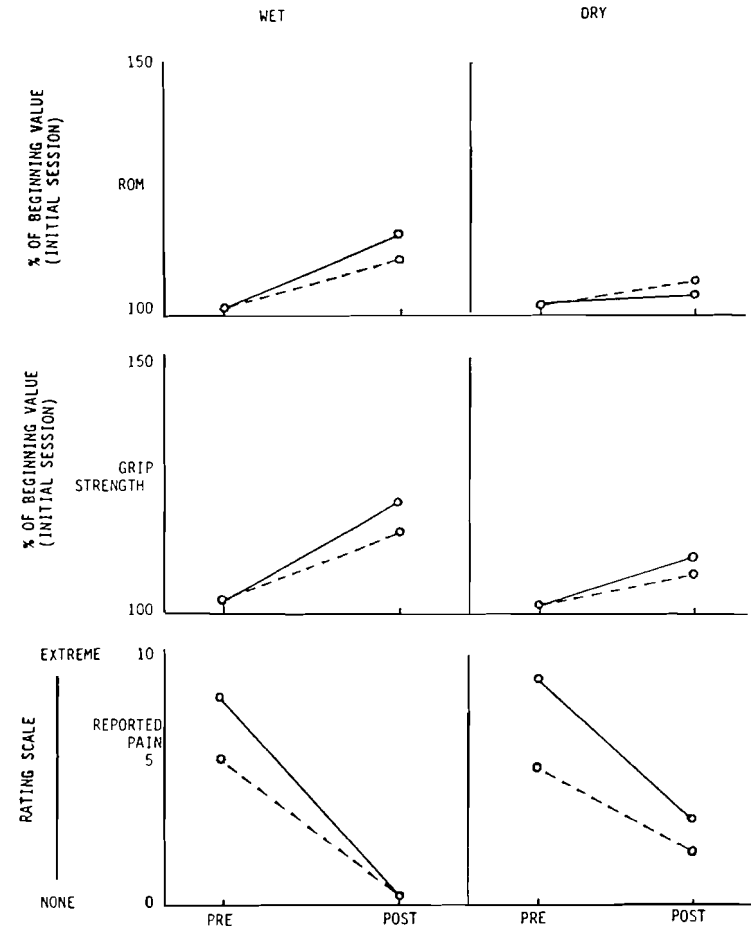 WET
DRY
% OF BEGINNING VALUE
(INITIAL SESSION)
150
ROM
100
% OF BEGINNING VALUE
(INITIAL SESSION)
150
GRIP
STRENGTH
100
RATING SCALE
EXTREME
10
REPORTED
PAIN
5
NONE
0
PRE
POST
PRE
POST